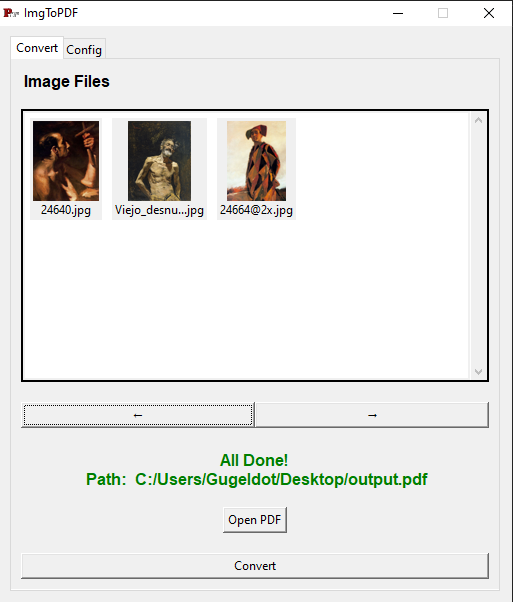 ImgToPDF
Convert Config
Image Files
24640.jpg Viejo_desnu...jpg 24664@2x.jpg
← →
All Done!
Path: C:/Users/Gugeldot/Desktop/output.pdf
Open PDF
Convert